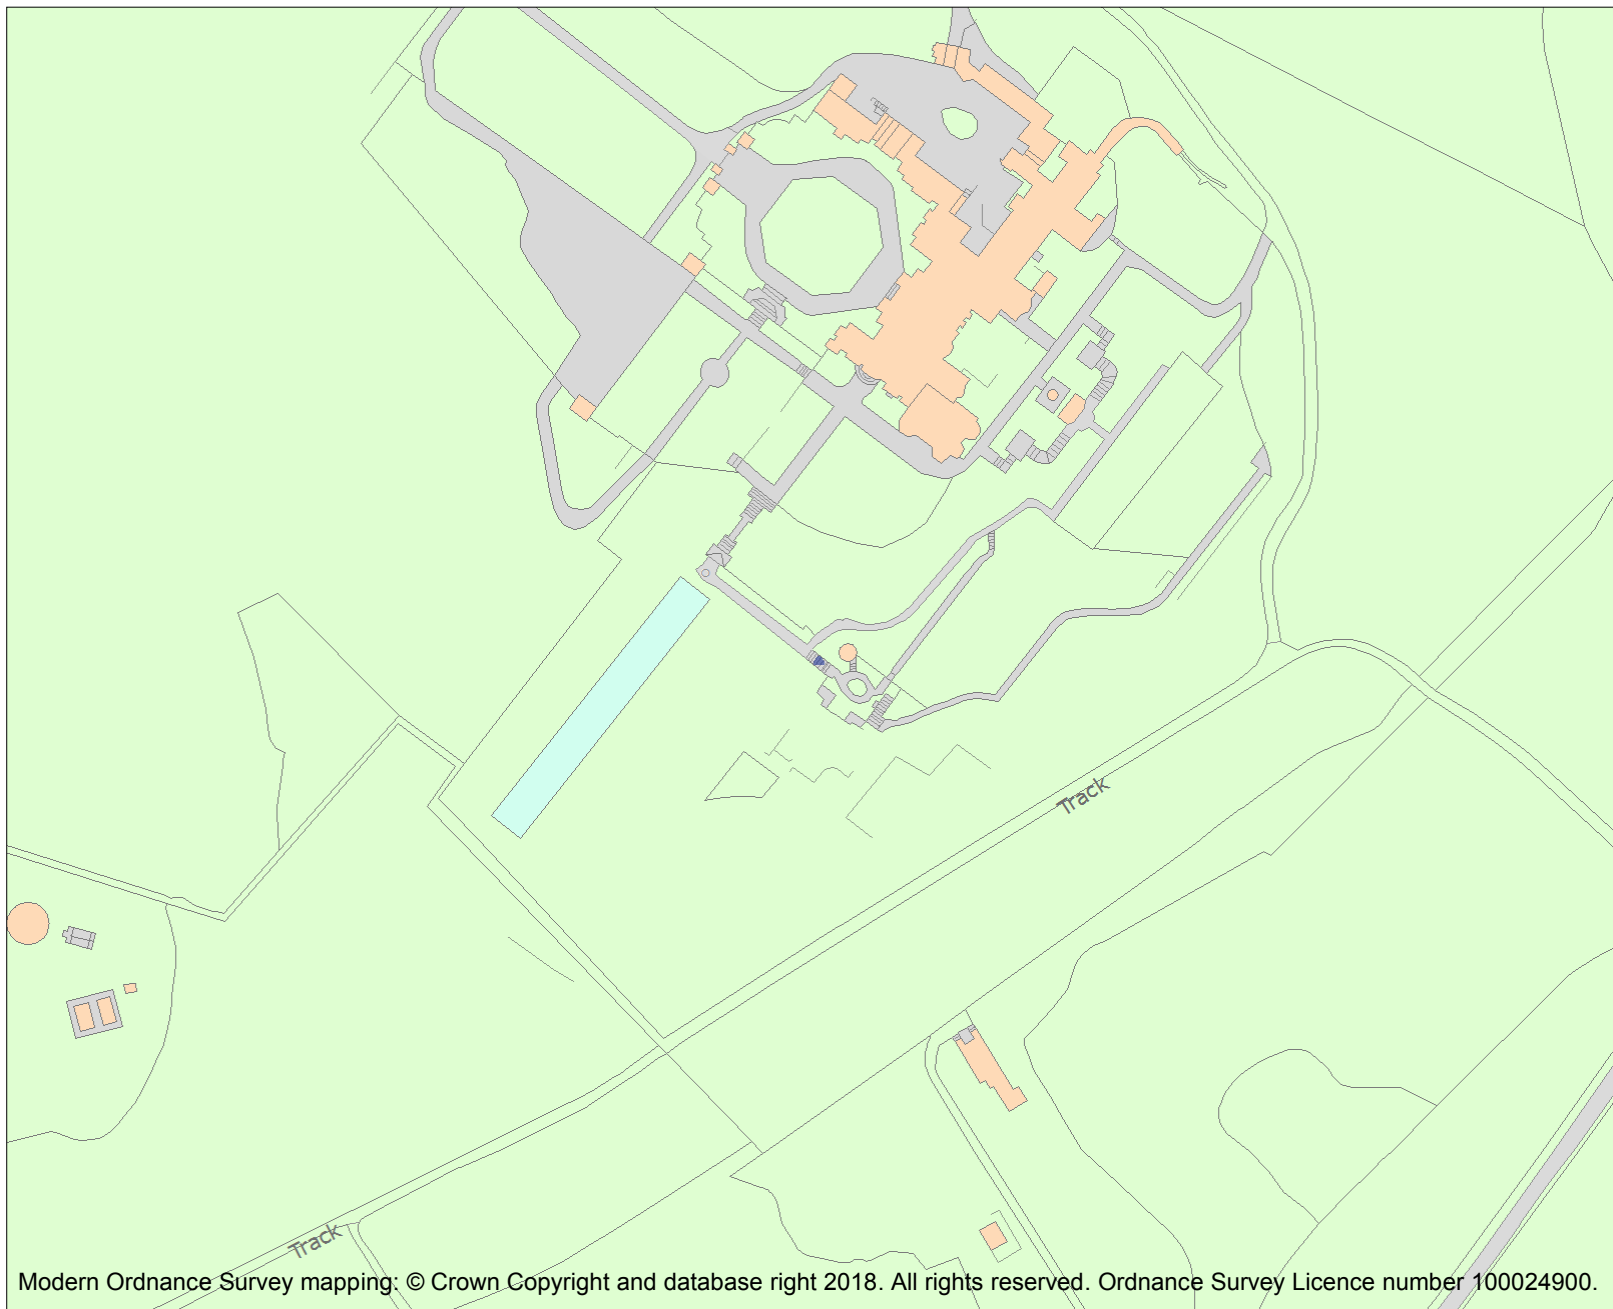 Track
Track
Modern Ordnance Survey mapping: © Crown Copyright and database right 2018. All rights reserved. Ordnance Survey Licence number 100024900.